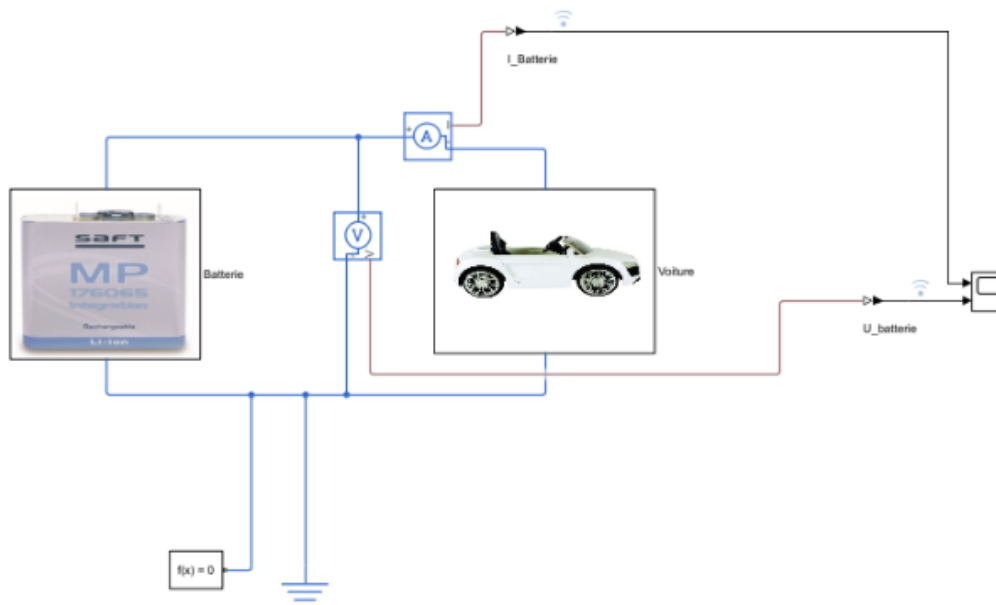 I_Batterie
A
saft
MP
176065
Integration
Rechargeable
Li-ion
Batterie
V
Voiture
U_batterie
f(x) = 0